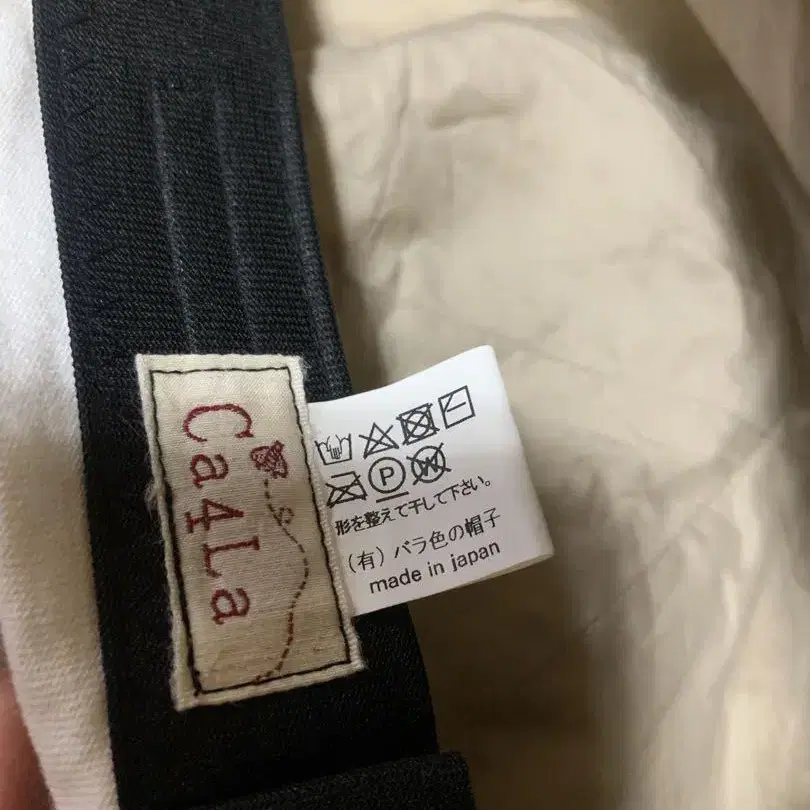 Ca4La
P W
形を整えて干して下さい。
(有) バラ色の帽子
made in japan